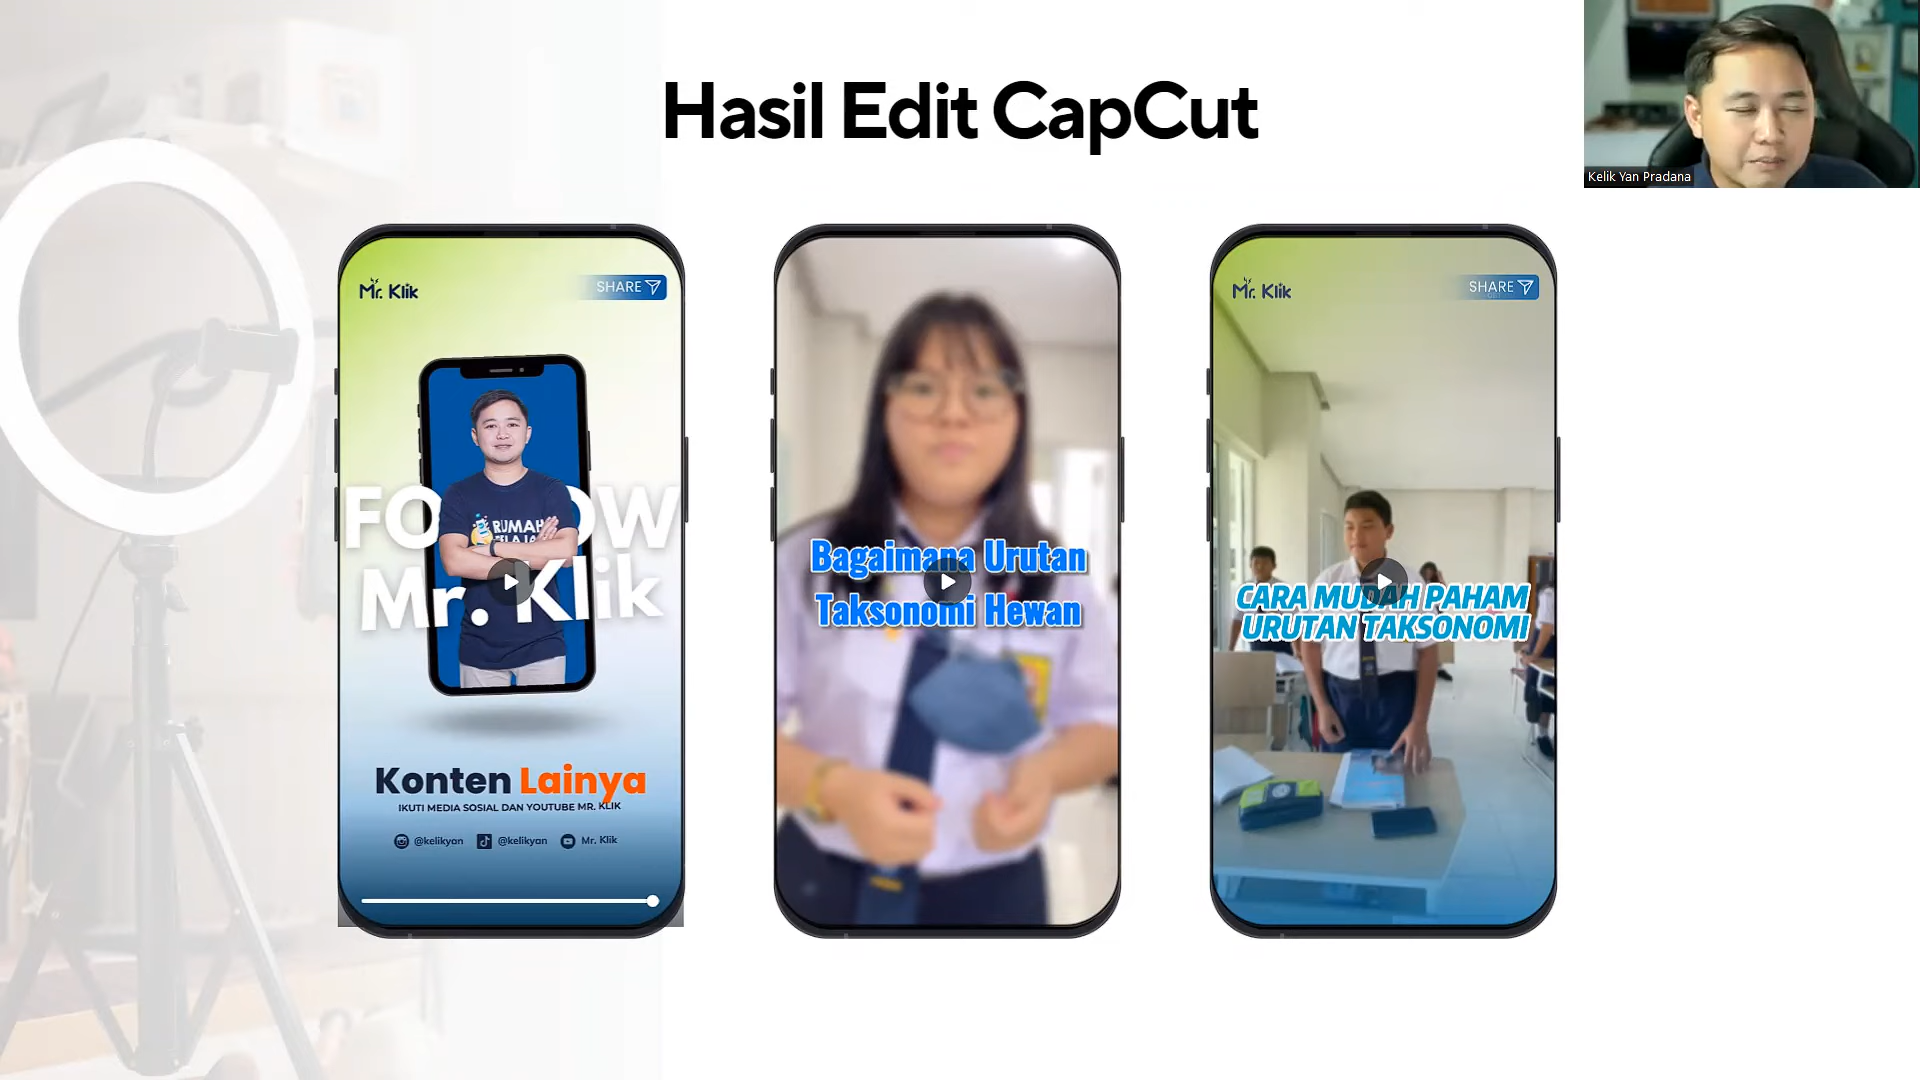 Hasil Edit CapCut
Kelik Yan Pradana
Mr. Klik
SHARE
RUMAH
Mr. Klik
Konten Lainya
IKUTI MEDIA SOSIAL DAN YOUTUBE MR. KLIK
@kelikyan
@kelikyan
Mr. Klik
Bagaimana Urutan
Taksonomi Hewan
Mr. Klik
SHARE
CARA MUDAH PAHAM
URUTAN TAKSONOMI